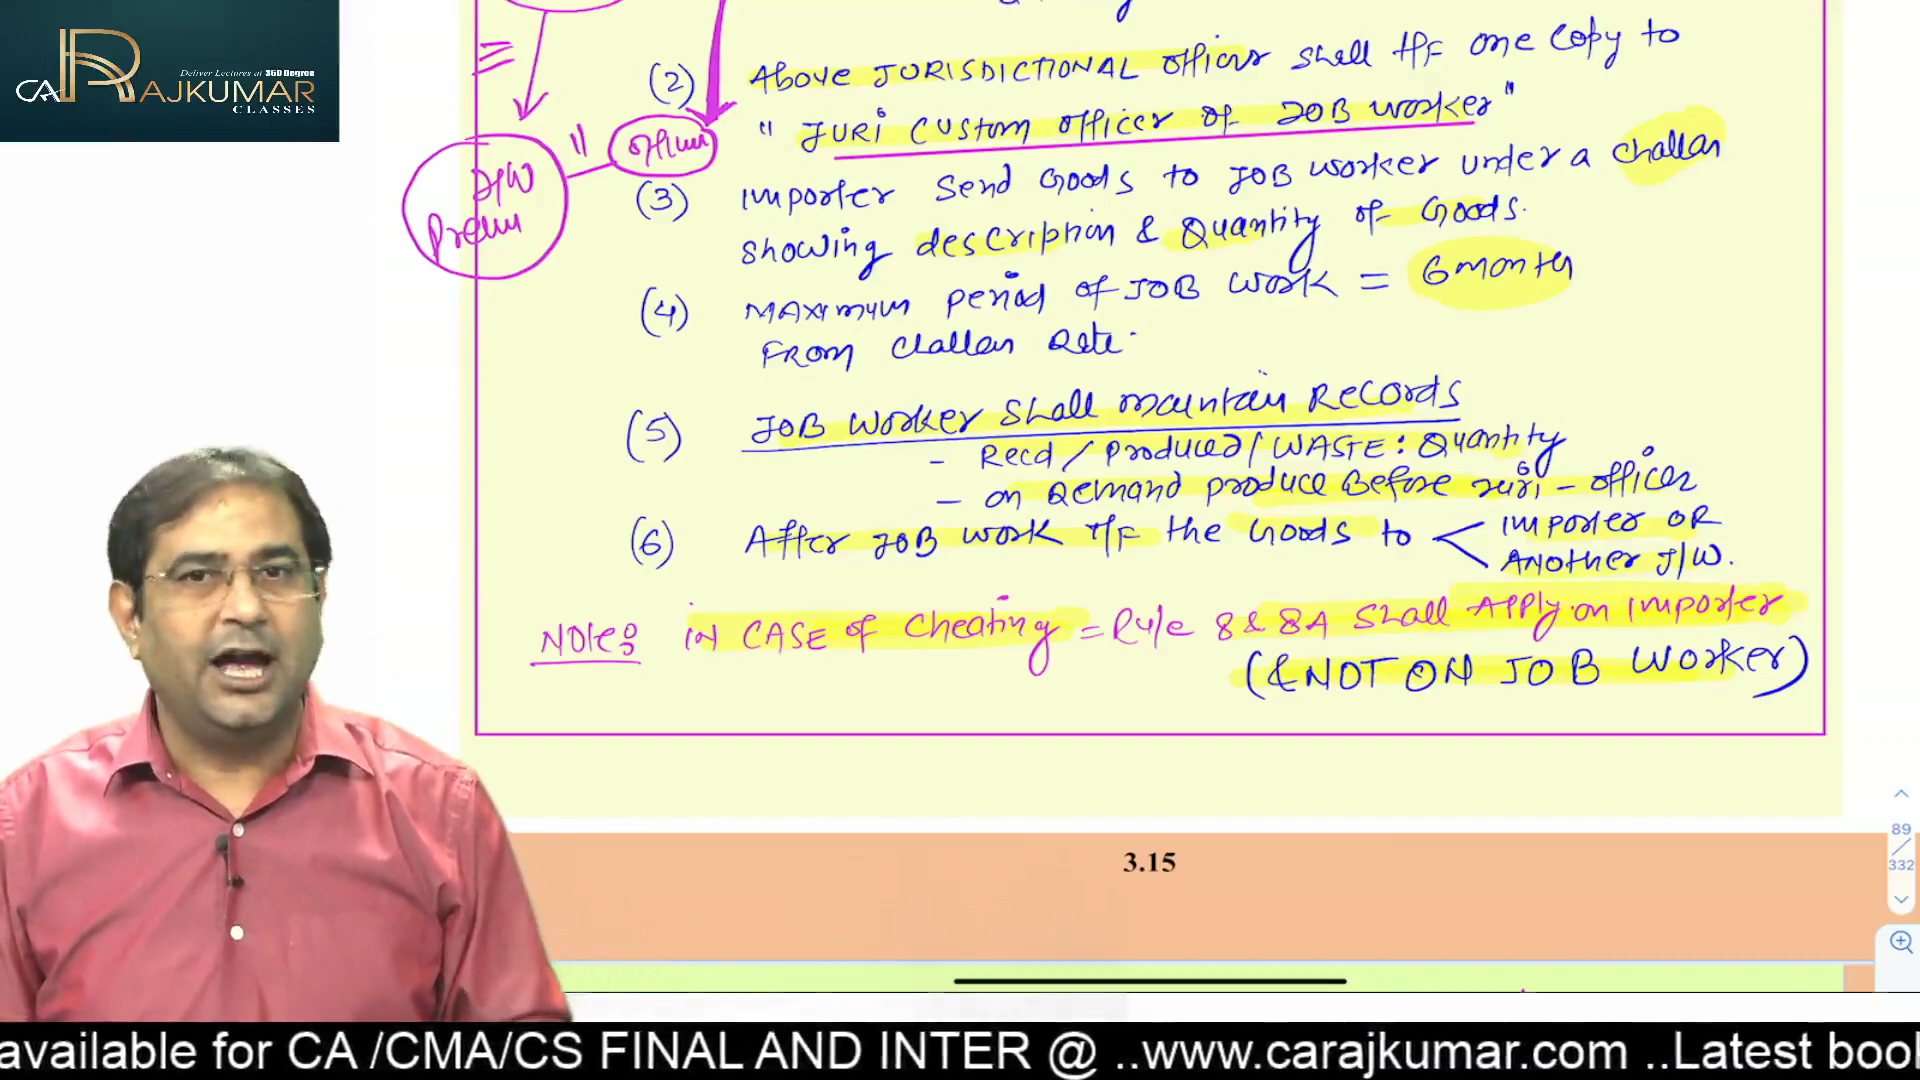 Deliver Lectures at 360 Degree
CA RAJKUMAR
CLASSES
(2) Above JURISDICTIONAL officer shall t/f one copy to
" JURI Custom officer of JOB worker"
officer
J/W
(3) Importer Send Goods to JOB worker under a challan
showing description & Quantity of Goods.
(4) Maximum period of JOB work = 6 month
From challan date.
(5) JOB Worker Shall maintain Records
- Recd / Produced / WASTE : Quantity
- on Demand produce Before juri - officer
(6) After JOB work T/F the Goods to < Importer OR
Another J/W.
Note: IN CASE of Cheating = Rule 8 & 8A Shall Apply on Importer
(& NOT ON JOB Worker)
3.15
89
332
available for CA /CMA/CS FINAL AND INTER @ ..www.carajkumar.com ..Latest book